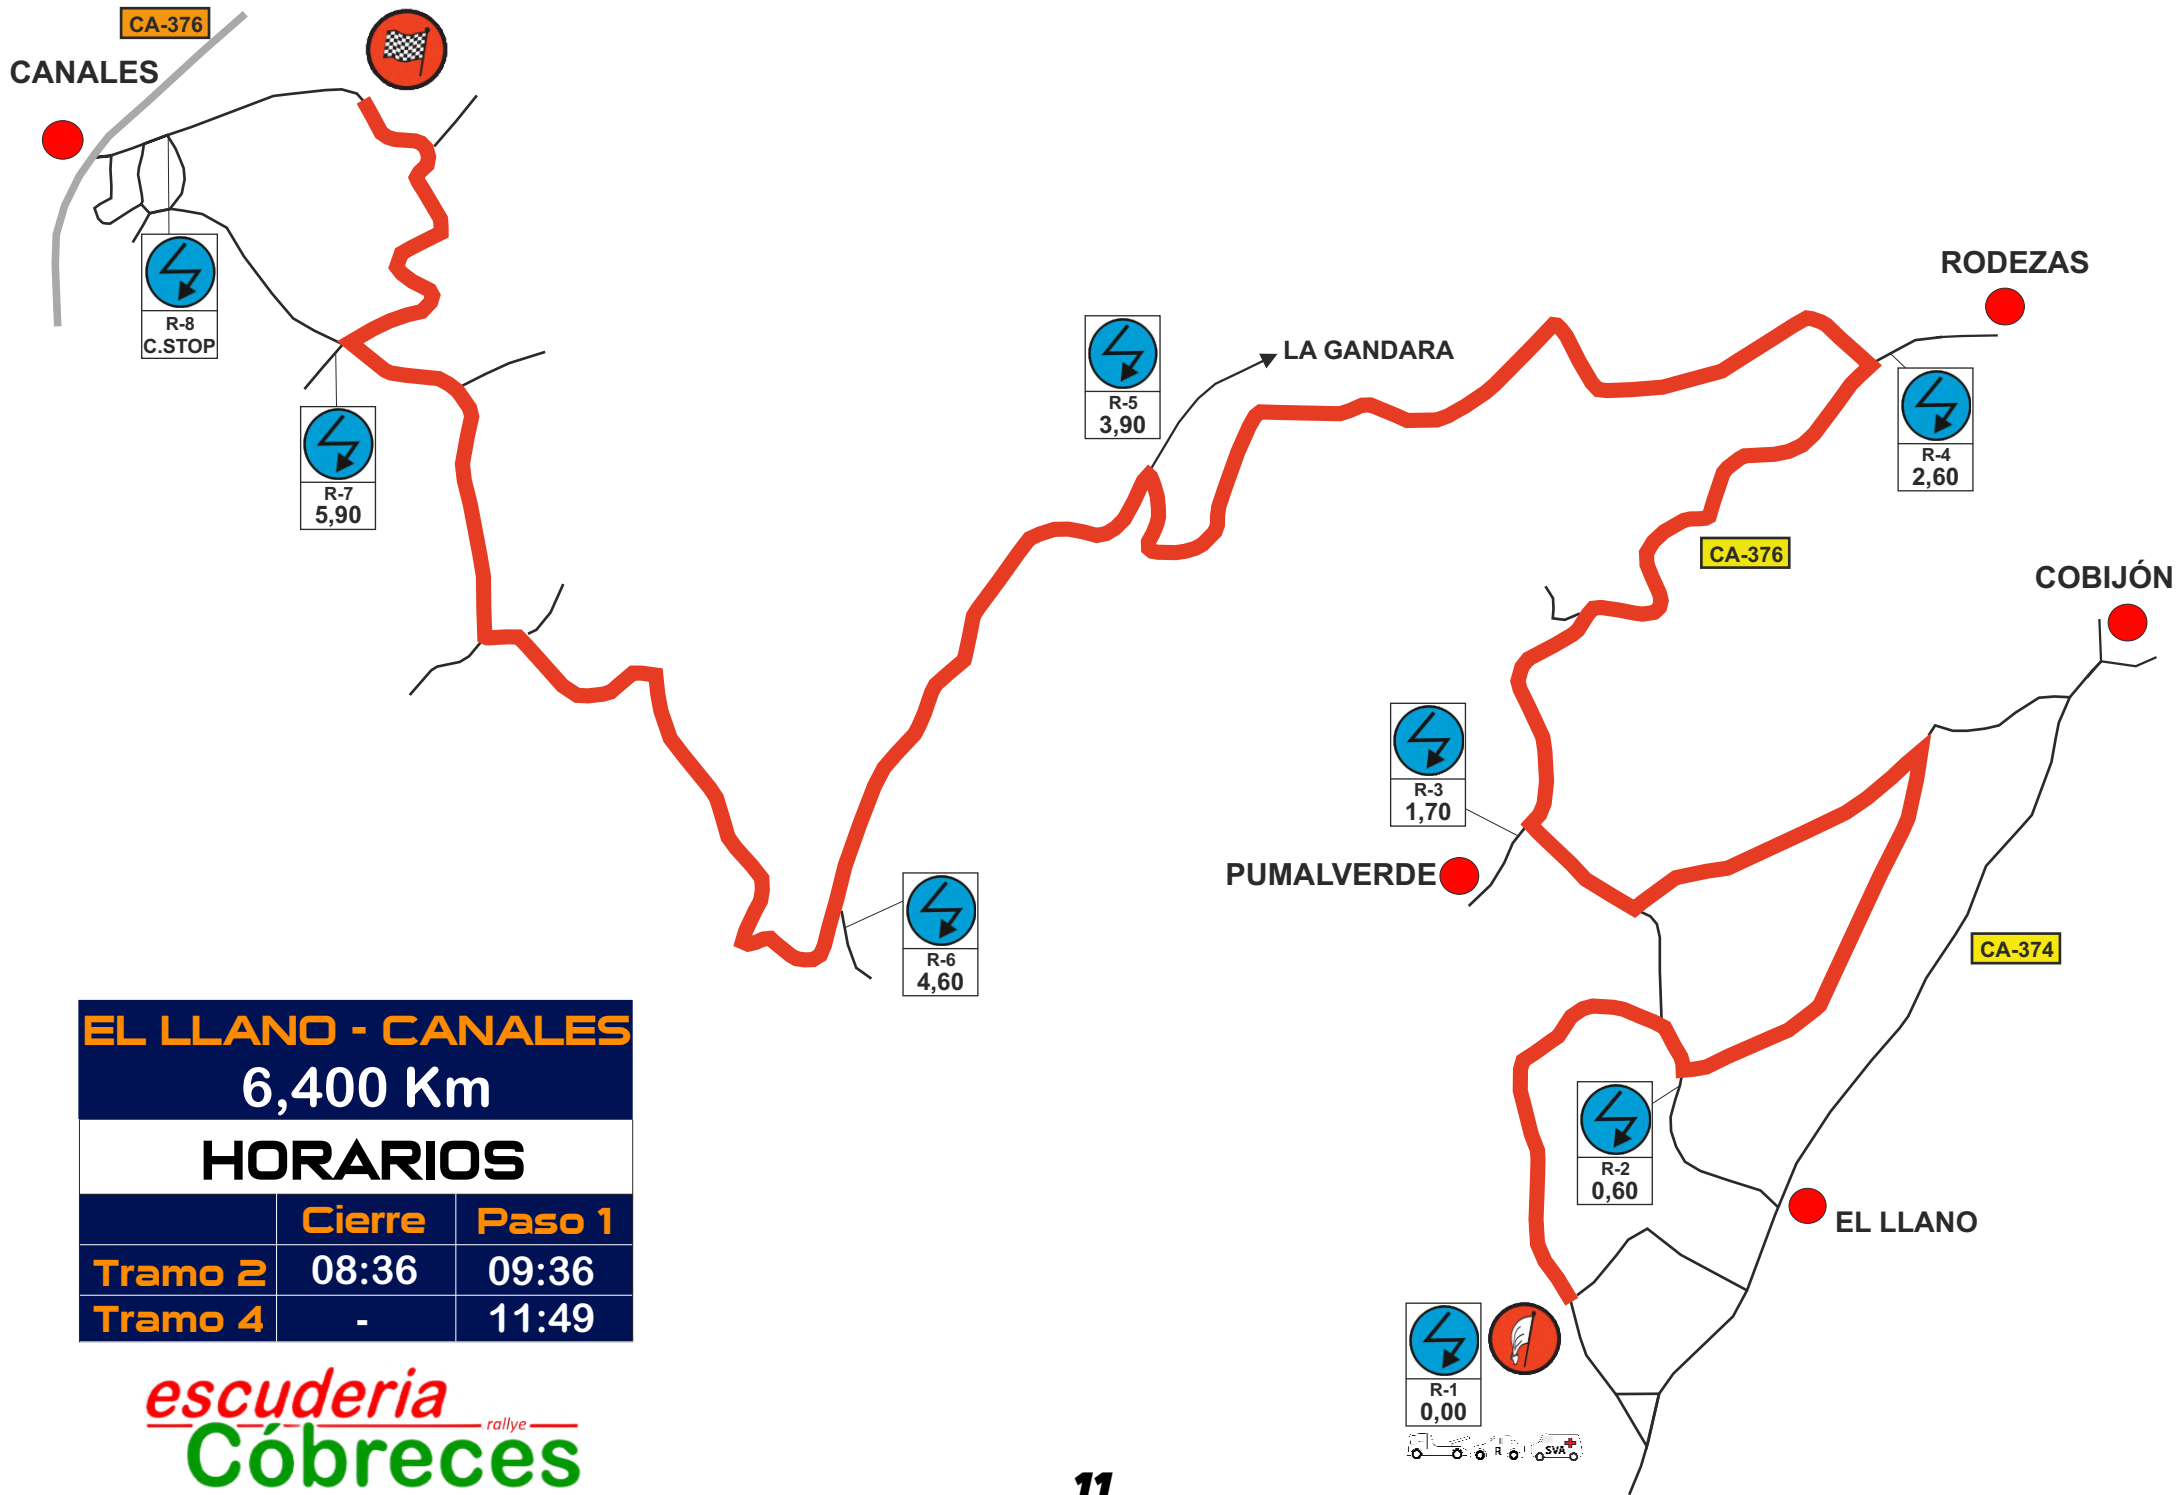 CA-376
CANALES
R-8
C.STOP
RODEZAS
LA GANDARA
R-5
3,90
R-4
2,60
R-7
5,90
CA-376
COBIJÓN
R-3
1,70
PUMALVERDE
CA-374
R-6
4,60
EL LLANO - CANALES
6,400 Km
HORARIOS
Cierre Paso 1
Tramo 2 08:36 09:36
Tramo 4 - 11:49
R-2
0,60
EL LLANO
R-1
0,00
R
SVA
escuderia
rallye
Cóbreces
11